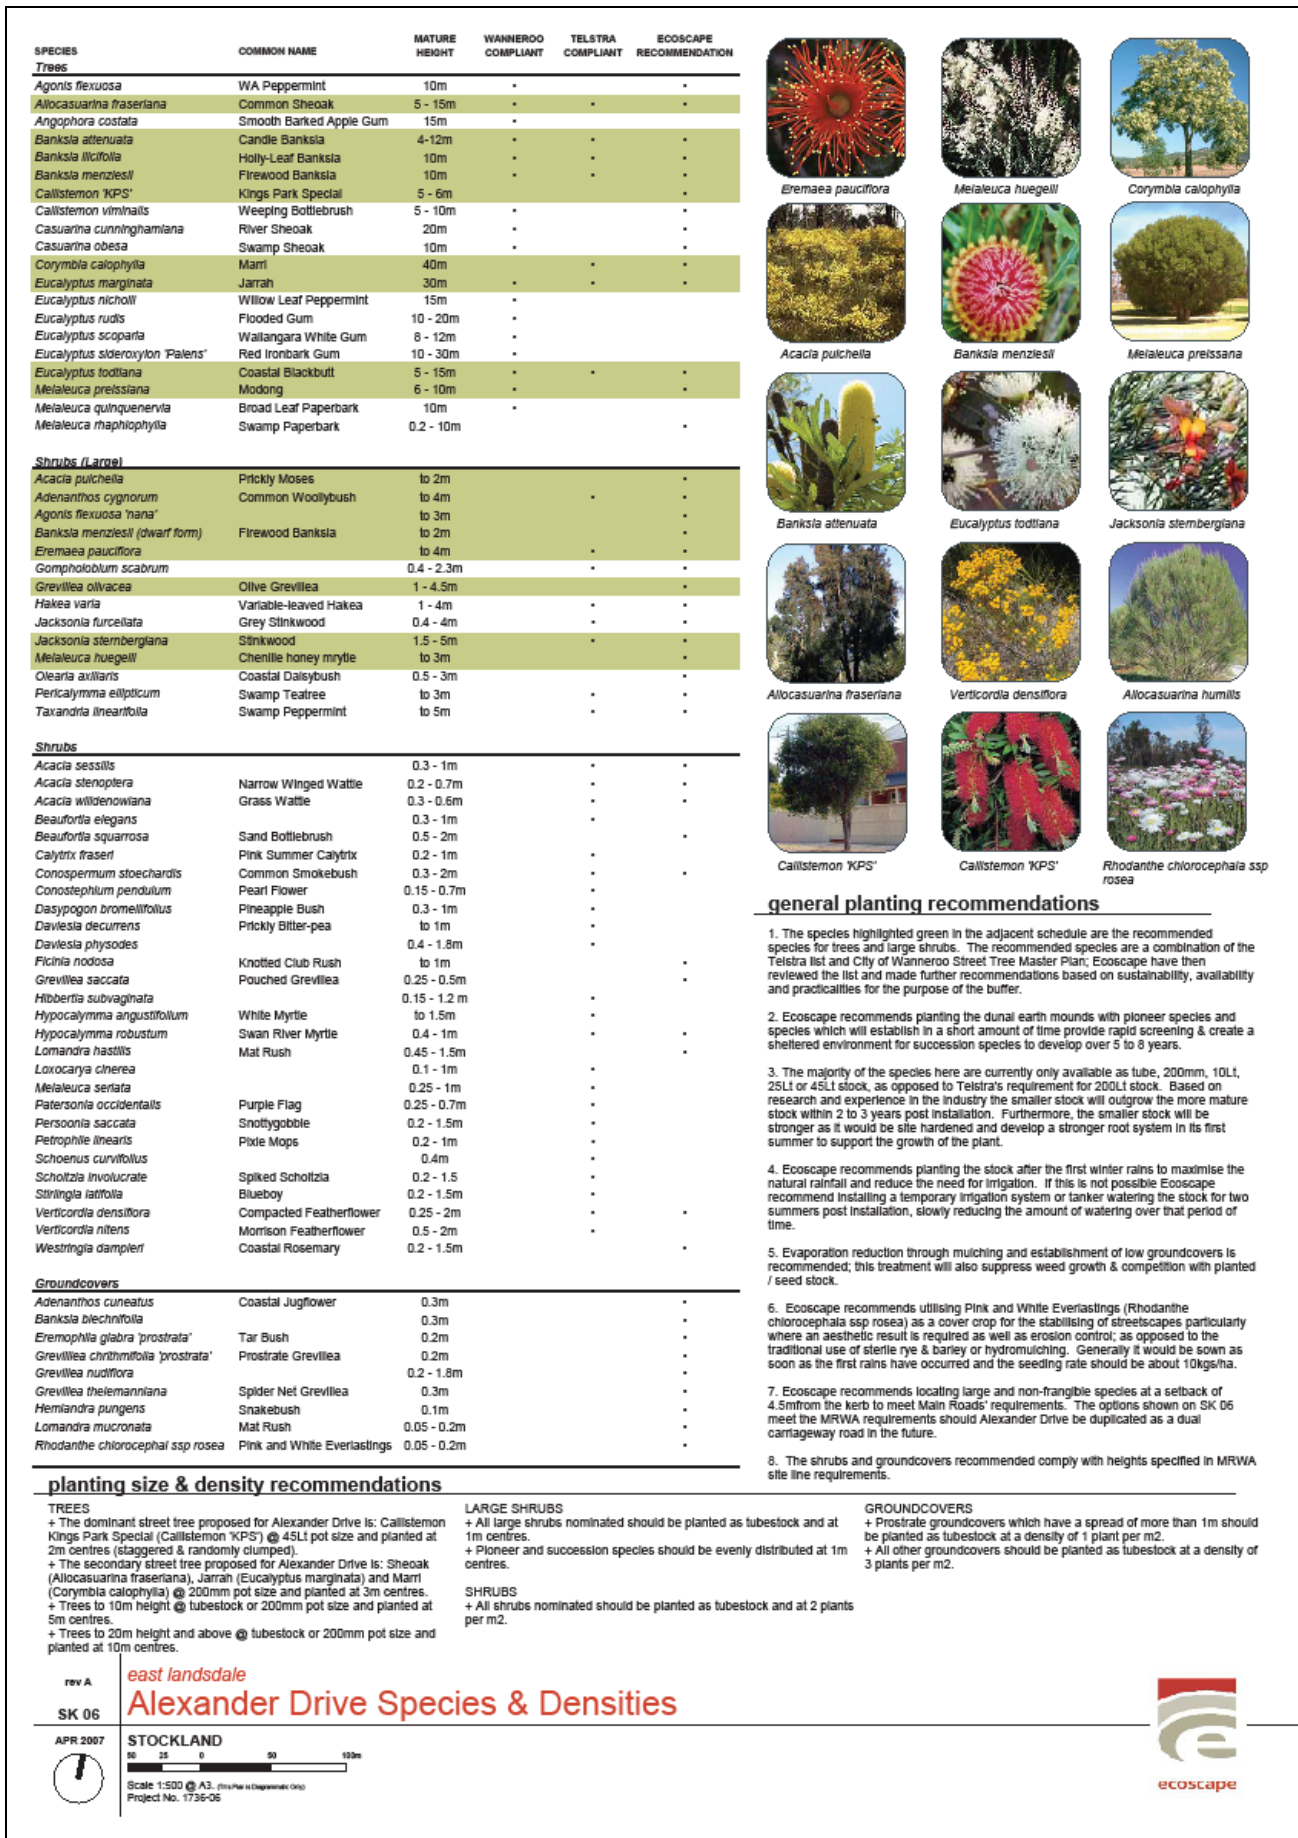 SPECIES COMMON NAME MATURE HEIGHT WANNEROO COMPLIANT TELSTRA COMPLIANT ECOSCAPE RECOMMENDATION
Trees
Agonis flexuosa WA Peppermint 10m • •
Allocasuarina fraseriana Common Sheoak 5 - 15m • • •
Angophora costata Smooth Barked Apple Gum 15m •
Banksia attenuata Candle Banksia 4-12m • • •
Banksia ilicifolia Holly-Leaf Banksia 10m • • •
Banksia menziesii Firewood Banksia 10m • • •
Callistemon 'KPS' Kings Park Special 5 - 6m •
Callistemon viminalis Weeping Bottlebrush 5 - 10m • •
Casuarina cunninghamiana River Sheoak 20m • •
Casuarina obesa Swamp Sheoak 10m • •
Corymbia calophylla Marri 40m • •
Eucalyptus marginata Jarrah 30m • • •
Eucalyptus nicholii Willow Leaf Peppermint 15m •
Eucalyptus rudis Flooded Gum 10 - 20m •
Eucalyptus scoparia Wallangara White Gum 8 - 12m •
Eucalyptus sideroxylon 'Palens' Red Ironbark Gum 10 - 30m •
Eucalyptus todtiana Coastal Blackbutt 5 - 15m • • •
Melaleuca preissiana Modong 6 - 10m • •
Melaleuca quinquenervia Broad Leaf Paperbark 10m •
Melaleuca rhaphiophylla Swamp Paperbark 0.2 - 10m •
Shrubs (Large)
Acacia pulchella Prickly Moses to 2m •
Adenanthos cygnorum Common Woollybush to 4m • •
Agonis flexuosa 'nana' to 3m •
Banksia menziesii (dwarf form) Firewood Banksia to 2m •
Eremaea pauciflora to 4m • •
Gompholobium scabrum 0.4 - 2.3m • •
Grevillea olivacea Olive Grevillea 1 - 4.5m •
Hakea varia Variable-leaved Hakea 1 - 4m • •
Jacksonia furcellata Grey Stinkwood 0.4 - 4m • •
Jacksonia sternbergiana Stinkwood 1.5 - 5m • •
Melaleuca huegelii Chenille honey mrytle to 3m •
Olearia axillaris Coastal Daisybush 0.5 - 3m •
Pericalymma ellipticum Swamp Teatree to 3m • •
Taxandria linearifolia Swamp Peppermint to 5m • •
Shrubs
Acacia sessilis 0.3 - 1m • •
Acacia stenoptera Narrow Winged Wattle 0.2 - 0.7m • •
Acacia willdenowiana Grass Wattle 0.3 - 0.6m • •
Beaufortia elegans 0.3 - 1m •
Beaufortia squarrosa Sand Bottlebrush 0.5 - 2m •
Calytrix fraseri Pink Summer Calytrix 0.2 - 1m •
Conospermum stoechardis Common Smokebush 0.3 - 2m • •
Conostephium pendulum Pearl Flower 0.15 - 0.7m •
Dasypogon bromeliifolius Pineapple Bush 0.3 - 1m •
Daviesia decurrens Prickly Bitter-pea to 1m •
Daviesia physodes 0.4 - 1.8m •
Ficinia nodosa Knotted Club Rush to 1m •
Grevillea saccata Pouched Grevillea 0.25 - 0.5m •
Hibbertia subvaginata 0.15 - 1.2 m •
Hypocalymma angustifolium White Myrtle to 1.5m •
Hypocalymma robustum Swan River Myrtle 0.4 - 1m • •
Lomandra hastilis Mat Rush 0.45 - 1.5m •
Loxocarya cinerea 0.1 - 1m •
Melaleuca seriata 0.25 - 1m •
Patersonia occidentalis Purple Flag 0.25 - 0.7m •
Persoonia saccata Snottygobble 0.2 - 1.5m •
Petrophile linearis Pixie Mops 0.2 - 1m •
Schoenus curvifolius 0.4m •
Scholtzia involucrate Spiked Scholtzia 0.2 - 1.5 •
Stirlingia latifolia Blueboy 0.2 - 1.5m •
Verticordia densiflora Compacted Featherflower 0.25 - 2m • •
Verticordia nitens Morrison Featherflower 0.5 - 2m •
Westringia dampieri Coastal Rosemary 0.2 - 1.5m •
Groundcovers
Adenanthos cuneatus Coastal Jugflower 0.3m •
Banksia blechnifolia 0.3m •
Eremophila glabra 'prostrata' Tar Bush 0.2m •
Grevilllea chrithmifolia 'prostrata' Prostrate Grevillea 0.2m •
Grevillea nudiflora 0.2 - 1.8m •
Grevillea thelemanniana Spider Net Grevillea 0.3m •
Hemiandra pungens Snakebush 0.1m •
Lomandra mucronata Mat Rush 0.05 - 0.2m •
Rhodanthe chlorocephal ssp rosea Pink and White Everlastings 0.05 - 0.2m •
Eremaea pauciflora Melaleuca huegelii Corymbia calophylla
Acacia pulchella Banksia menziesii Melaleuca preissana
Banksia attenuata Eucalyptus todtiana Jacksonia sternbergiana
Allocasuarina fraseriana Verticordia densiflora Allocasuarina humilis
Callistemon 'KPS' Callistemon 'KPS' Rhodanthe chlorocephala ssp
rosea
general planting recommendations
1. The species highlighted green in the adjacent schedule are the recommended
species for trees and large shrubs. The recommended species are a combination of the
Telstra list and City of Wanneroo Street Tree Master Plan; Ecoscape have then
reviewed the list and made further recommendations based on sustainability, availability
and practicalities for the purpose of the buffer.
2. Ecoscape recommends planting the dunal earth mounds with pioneer species and
species which will establish in a short amount of time provide rapid screening & create a
sheltered environment for succession species to develop over 5 to 8 years.
3. The majority of the species here are currently only available as tube, 200mm, 10Lt,
25Lt or 45Lt stock, as opposed to Telstra's requirement for 200Lt stock. Based on
research and experience in the industry the smaller stock will outgrow the more mature
stock within 2 to 3 years post installation. Furthermore, the smaller stock will be
stronger as it would be site hardened and develop a stronger root system in its first
summer to support the growth of the plant.
4. Ecoscape recommends planting the stock after the first winter rains to maximise the
natural rainfall and reduce the need for irrigation. If this is not possible Ecoscape
recommend installing a temporary irrigation system or tanker watering the stock for two
summers post installation, slowly reducing the amount of watering over that period of
time.
5. Evaporation reduction through mulching and establishment of low groundcovers is
recommended; this treatment will also suppress weed growth & competition with planted
/ seed stock.
6. Ecoscape recommends utilising Pink and White Everlastings (Rhodanthe
chlorocephala ssp rosea) as a cover crop for the stabilising of streetscapes particularly
where an aesthetic result is required as well as erosion control; as opposed to the
traditional use of sterile rye & barley or hydromulching. Generally it would be sown as
soon as the first rains have occurred and the seeding rate should be about 10kgs/ha.
7. Ecoscape recommends locating large and non-frangible species at a setback of
4.5mfrom the kerb to meet Main Roads' requirements. The options shown on SK 06
meet the MRWA requirements should Alexander Drive be duplicated as a dual
carriageway road in the future.
8. The shrubs and groundcovers recommended comply with heights specified in MRWA
site line requirements.
planting size & density recommendations
TREES
+ The dominant street tree proposed for Alexander Drive is: Callistemon
Kings Park Special (Callistemon 'KPS') @ 45Lt pot size and planted at
2m centres (staggered & randomly clumped).
+ The secondary street tree proposed for Alexander Drive is: Sheoak
(Allocasuarina fraseriana), Jarrah (Eucalyptus marginata) and Marri
(Corymbia calophylla) @ 200mm pot size and planted at 3m centres.
+ Trees to 10m height @ tubestock or 200mm pot size and planted at
5m centres.
+ Trees to 20m height and above @ tubestock or 200mm pot size and
planted at 10m centres.
LARGE SHRUBS
+ All large shrubs nominated should be planted as tubestock and at
1m centres.
+ Pioneer and succession species should be evenly distributed at 1m
centres.
SHRUBS
+ All shrubs nominated should be planted as tubestock and at 2 plants
per m2.
GROUNDCOVERS
+ Prostrate groundcovers which have a spread of more than 1m should
be planted as tubestock at a density of 1 plant per m2.
+ All other groundcovers should be planted as tubestock at a density of
3 plants per m2.
rev A
SK 06
APR 2007
east landsdale
Alexander Drive Species & Densities
STOCKLAND
50 25 0 50 100m
Scale 1:500 @ A3. (This Plan is Diagrammatic Only)
Project No. 1736-06
ecoscape